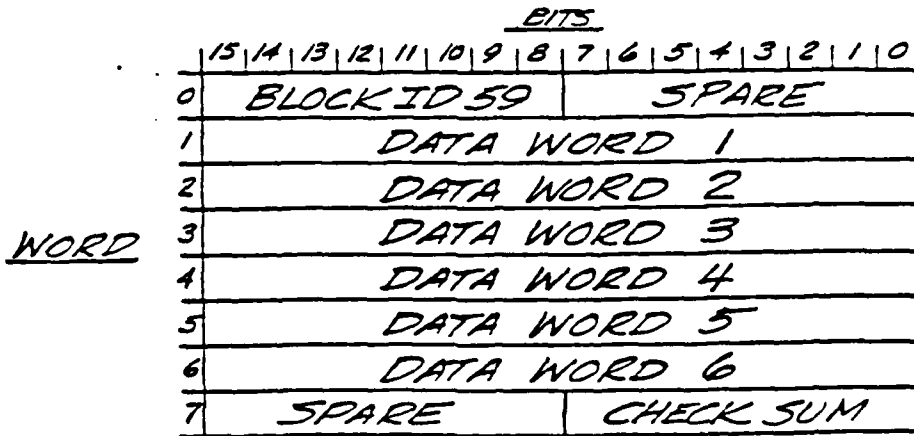 BITS
15 14 13 12 11 10 9 8 7 6 5 4 3 2 1 0
0 BLOCK ID 59 SPARE
1 DATA WORD 1
2 DATA WORD 2
WORD 3 DATA WORD 3
4 DATA WORD 4
5 DATA WORD 5
6 DATA WORD 6
7 SPARE CHECK SUM